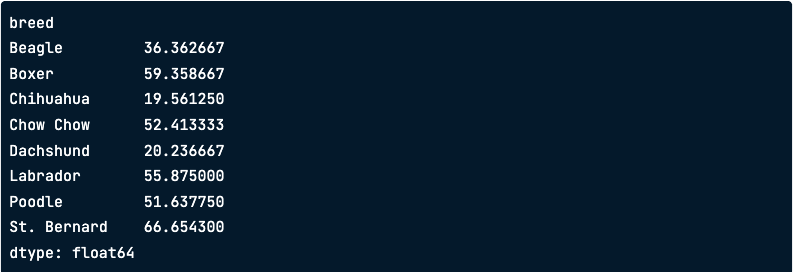 breed
Beagle 36.362667
Boxer 59.358667
Chihuahua 19.561250
Chow Chow 52.413333
Dachshund 20.236667
Labrador 55.875000
Poodle 51.637750
St. Bernard 66.654300
dtype: float64